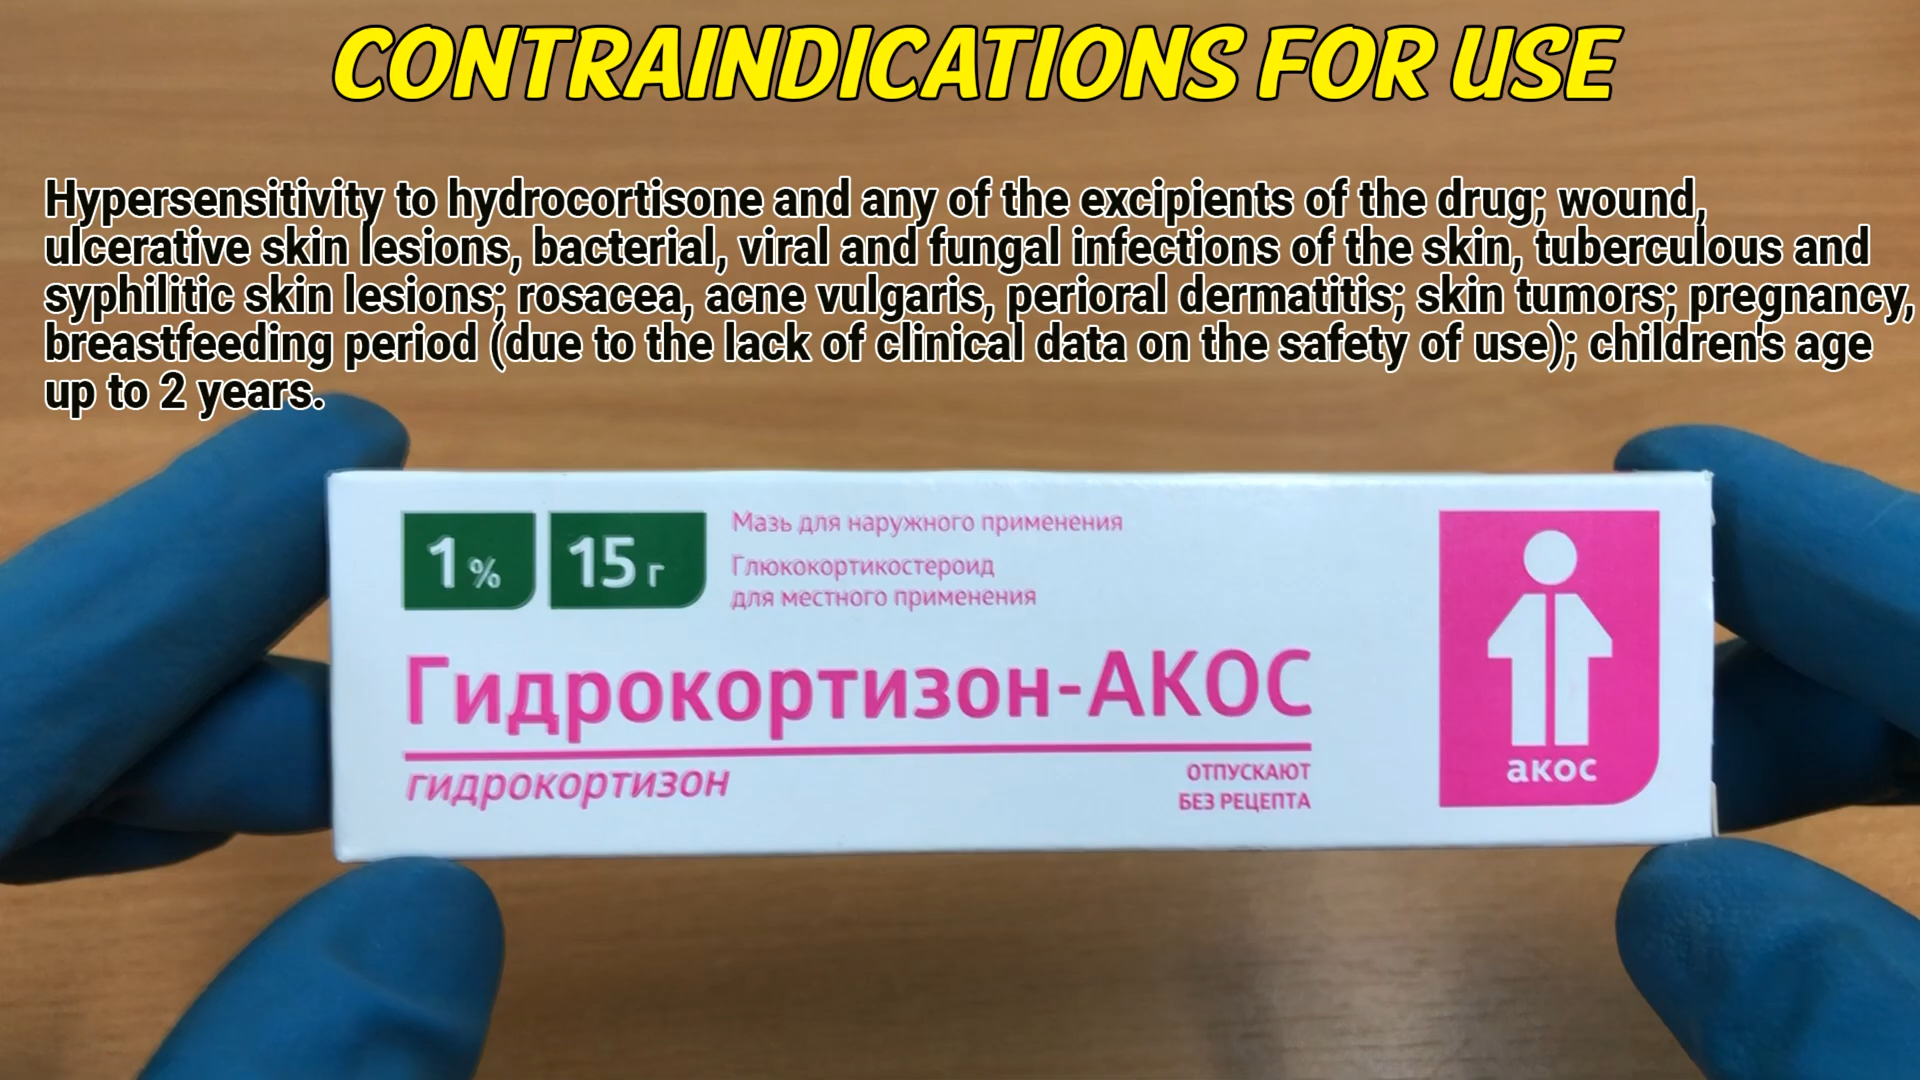 CONTRAINDICATIONS FOR USE
Hypersensitivity to hydrocortisone and any of the excipients of the drug; wound,
ulcerative skin lesions, bacterial, viral and fungal infections of the skin, tuberculous and
syphilitic skin lesions; rosacea, acne vulgaris, perioral dermatitis; skin tumors; pregnancy,
breastfeeding period (due to the lack of clinical data on the safety of use); children's age
up to 2 years.
1% 15 г
Мазь для наружного применения
Глюкокортикостероид
для местного применения
Гидрокортизон-АКОС
гидрокортизон
ОТПУСКАЮТ
БЕЗ РЕЦЕПТА
акос